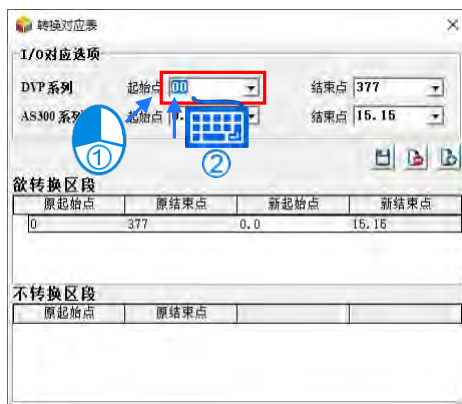 转换对应表
I/O对应选项
DVP 系列 起始点 00 结束点 377
AS300 系列 起始点 0. 结束点 15.15
① ②
欲转换区段
原起始点 原结束点 新起始点 新结束点
0 377 0.0 15.15
不转换区段
原起始点 原结束点